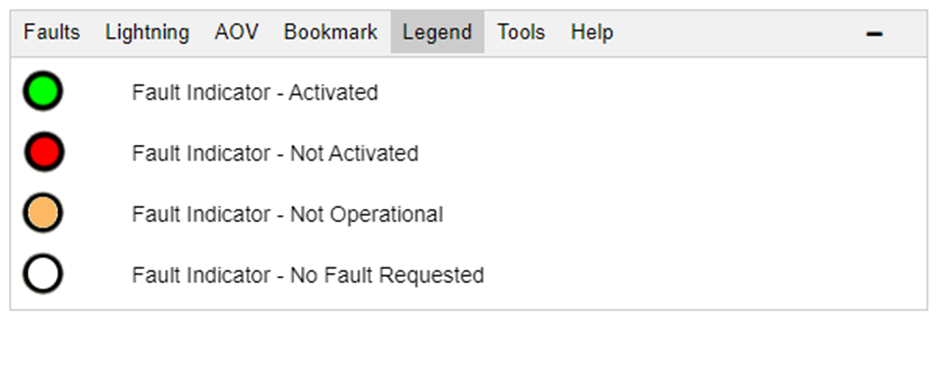 Faults Lightning AOV Bookmark Legend Tools Help
Fault Indicator - Activated
Fault Indicator - Not Activated
Fault Indicator - Not Operational
Fault Indicator - No Fault Requested